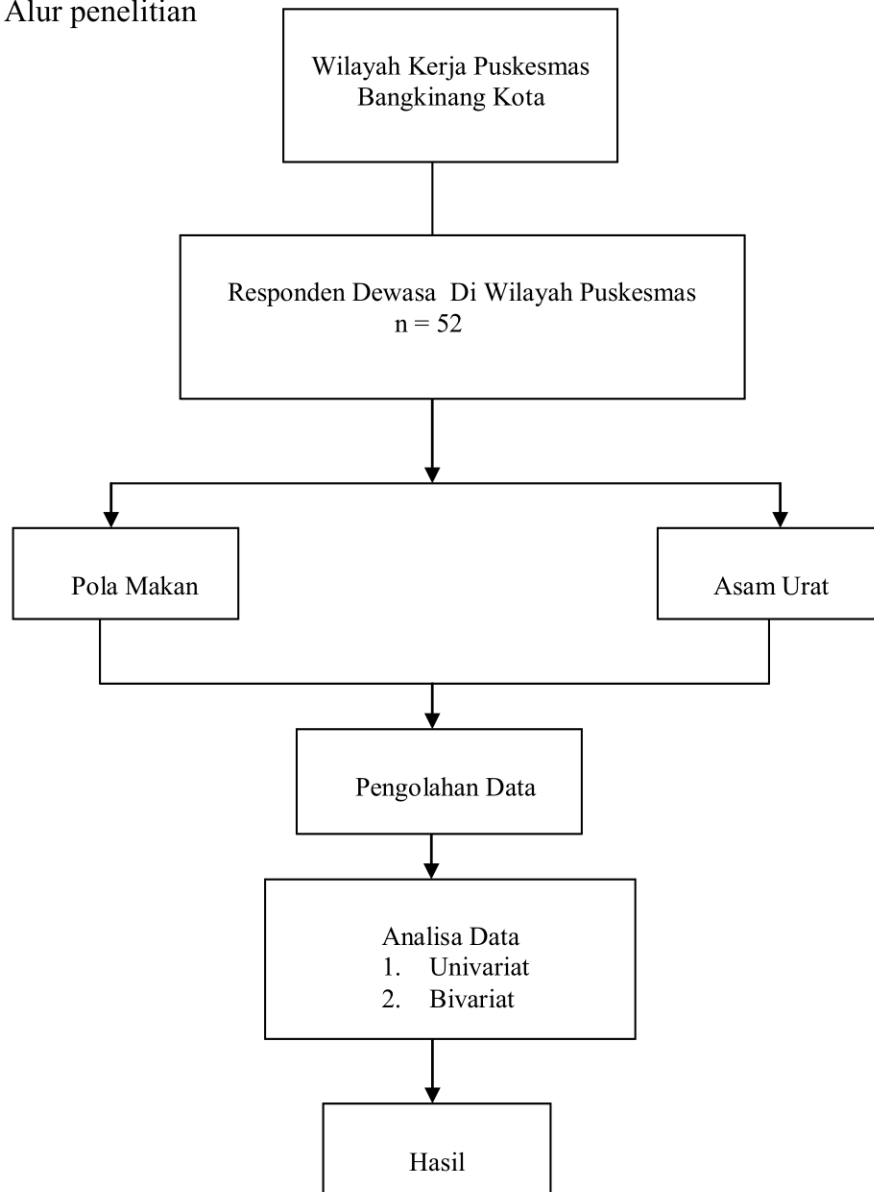 Alur penelitian
Wilayah Kerja Puskesmas
Bangkinang Kota
Responden Dewasa Di Wilayah Puskesmas
n = 52
Pola Makan
Asam Urat
Pengolahan Data
Analisa Data
1. Univariat
2. Bivariat
Hasil